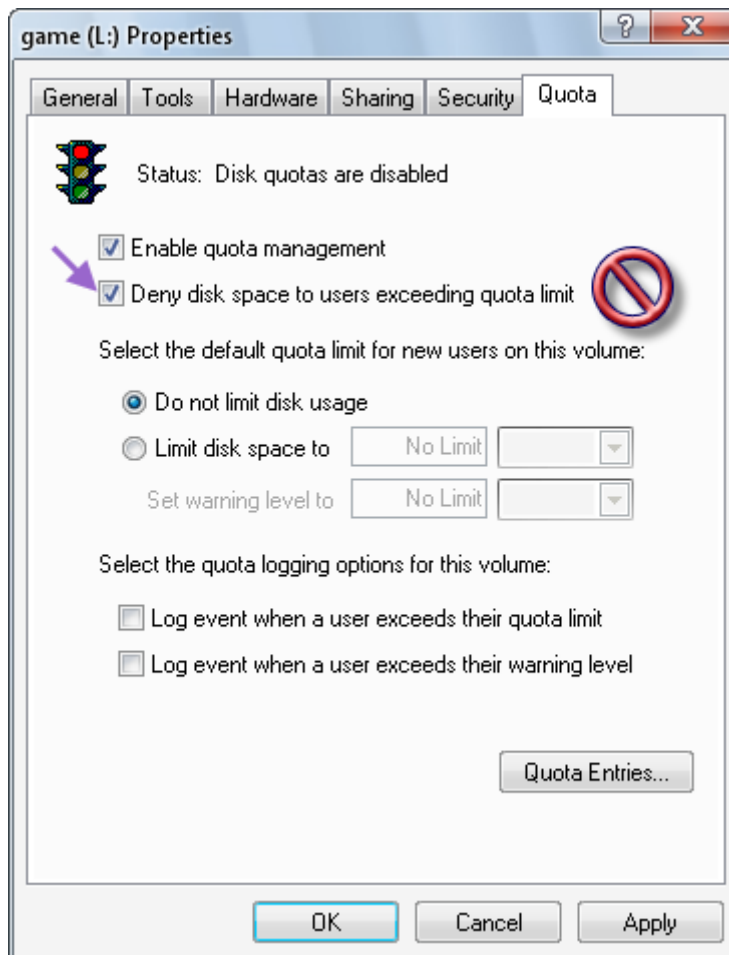 game (L:) Properties
?
X
General Tools Hardware Sharing Security Quota
Status: Disk quotas are disabled
Enable quota management
Deny disk space to users exceeding quota limit
Select the default quota limit for new users on this volume:
Do not limit disk usage
Limit disk space to No Limit
Set warning level to No Limit
Select the quota logging options for this volume:
Log event when a user exceeds their quota limit
Log event when a user exceeds their warning level
Quota Entries...
OK Cancel Apply